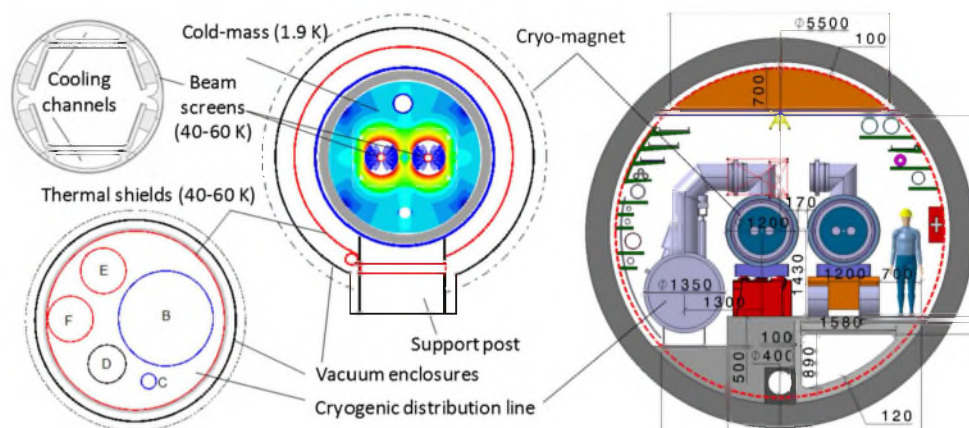 Cooling
channels
Cold-mass (1.9 K)
Beam
screens
(40-60 K)
Thermal shields (40-60 K)
Cryo-magnet
E
F
B
D
C
Support post
Vacuum enclosures
Cryogenic distribution line
Φ5500
100
700
170
1200
Φ1350
1300
1430
1200
700
1580
100
Φ400
500
890
120